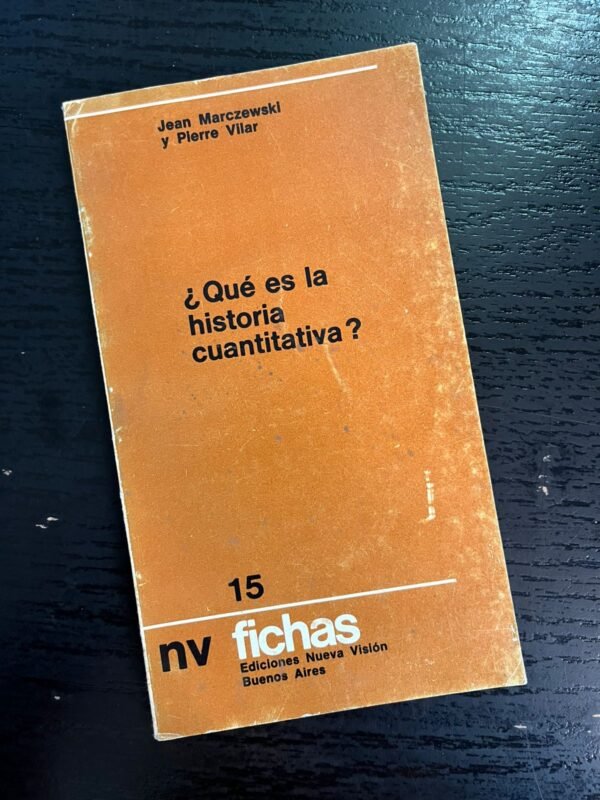 Jean Marczewski
y Pierre Vilar
¿Qué es la
historia
cuantitativa?
15
nv fichas
Ediciones Nueva Visión
Buenos Aires